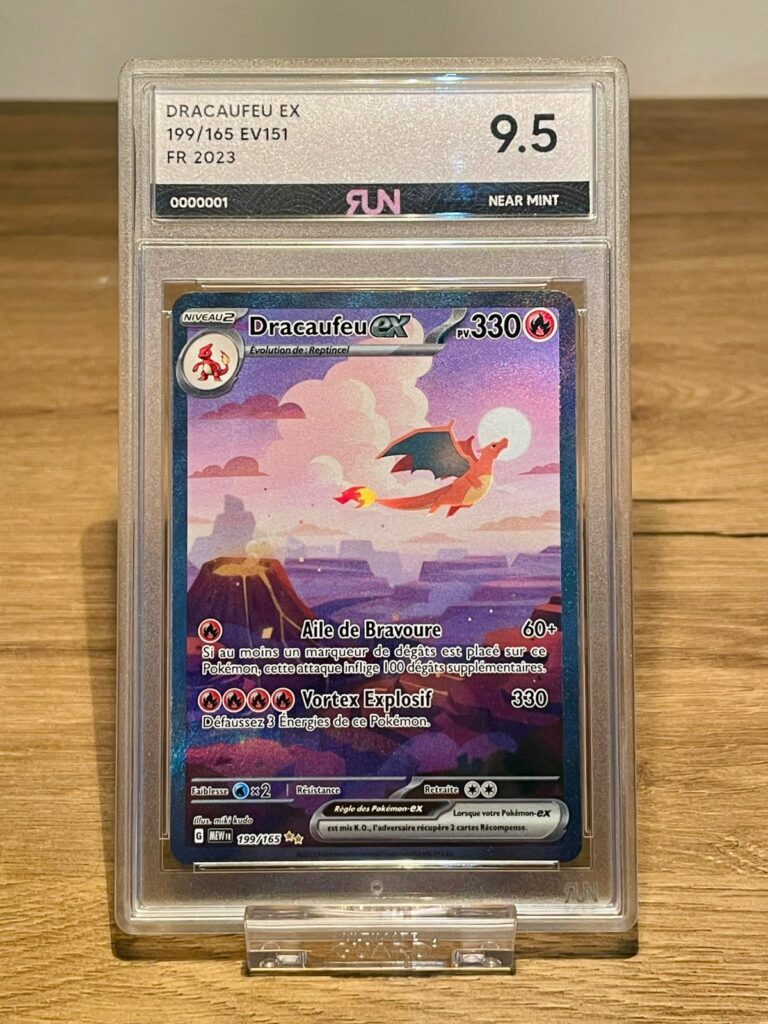 DRACAUFEU EX
199/165 EV151
FR 2023
9.5
0000001
RUN
NEAR MINT
NIVEAU 2
Dracaufeu ex
PV 330
Évolution de : Reptincel
Aile de Bravoure 60+
Si au moins un marqueur de dégâts est placé sur ce
Pokémon, cette attaque inflige 100 dégâts supplémentaires.
Vortex Explosif 330
Défaussez 3 Énergies de ce Pokémon.
Faiblesse ×2 Résistance Retraite
Illus. miki kudo
G MEW FR 199/165
Règle des Pokémon-ex Lorsque votre Pokémon-ex
est mis K.O., l'adversaire récupère 2 cartes Récompense.
RUN